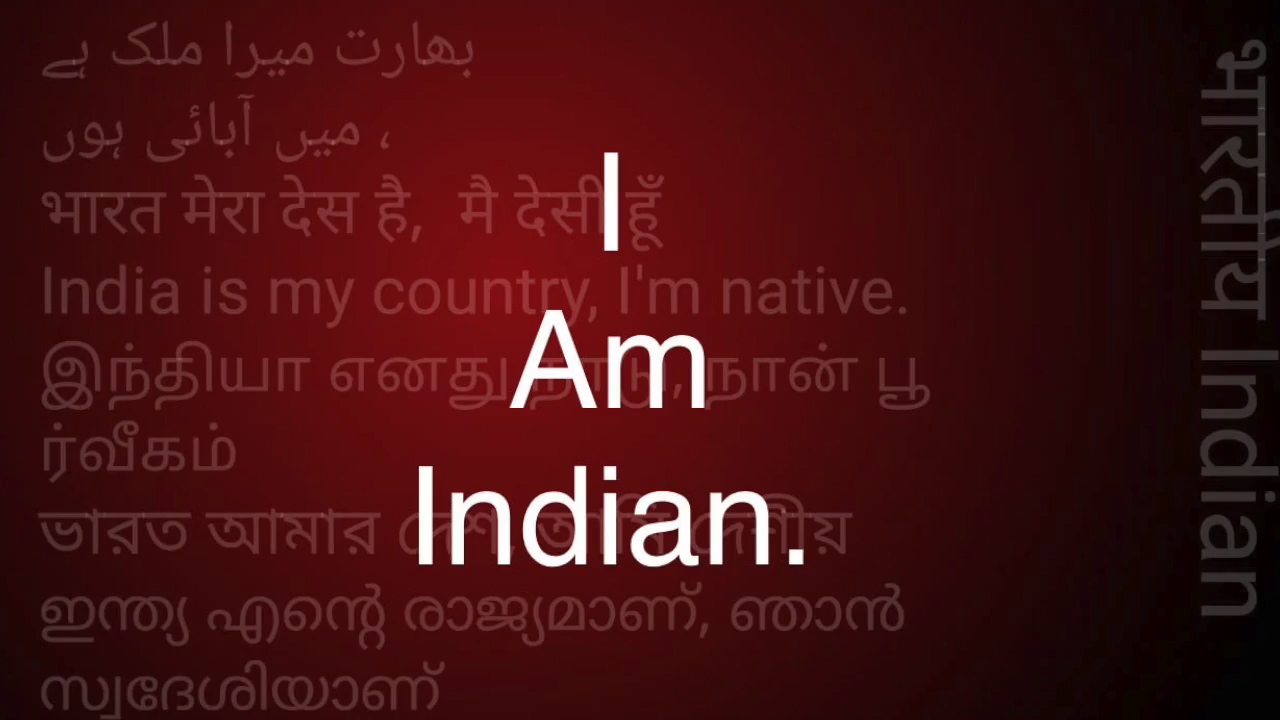 بھارت میرا ملک ہے
، میں آبائی ہوں
भारत मेरा देस है, मै देसी हूँ
India is my country, I'm native.
இந்தியா எனது நாடு, நான் பூ
ர்வீகம்
ভারত আমার দেশ, আমি দেশীয়
ഇന്ത്യ എന്റെ രാജ്യമാണ്, ഞാൻ
സ്വദേശിയാണ്
I
Am
Indian.
भारतीय Indian